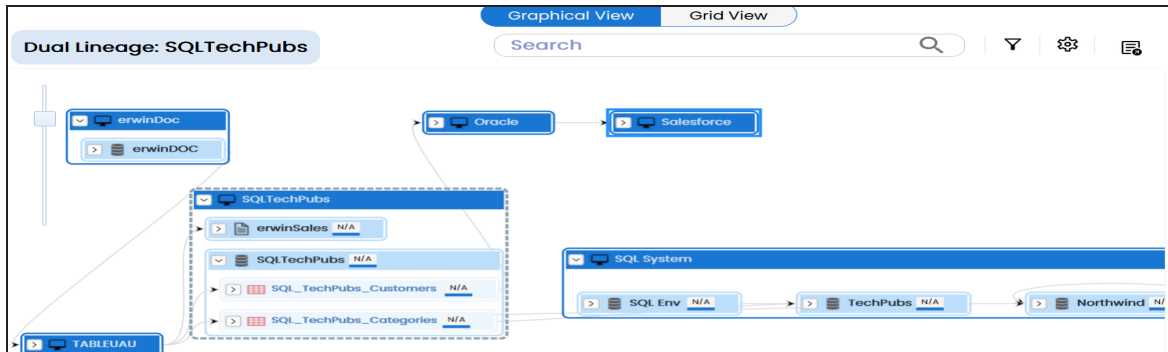 Graphical View Grid View
Dual Lineage: SQLTechPubs
Search
erwinDoc
erwinDOC
Oracle
Salesforce
SQLTechPubs
erwinSales N/A
SQLTechPubs N/A
SQL_TechPubs_Customers N/A
SQL_TechPubs_Categories N/A
SQL System
SQL Env N/A
TechPubs N/A
Northwind
TABLEUAU